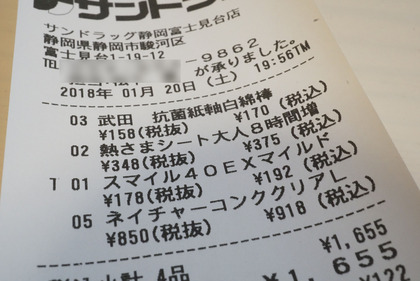 サンドラッグ静岡富士見台店
静岡県静岡市駿河区
富士見台1-19-12
TEL -9862
が承りました。
2018年 01月 20日(土) 19:56TM
03 武田 抗菌紙軸白綿棒
¥158(税抜) ¥170 (税込)
02 熱さまシート大人8時間増
¥348(税抜) ¥375 (税込)
T 01 スマイル40EXマイルド
¥178(税抜) ¥192 (税込)
05 ネイチャーコンククリアL
¥850(税抜) ¥918 (税込)
小計 4品 ¥1,655
¥1,655
¥122